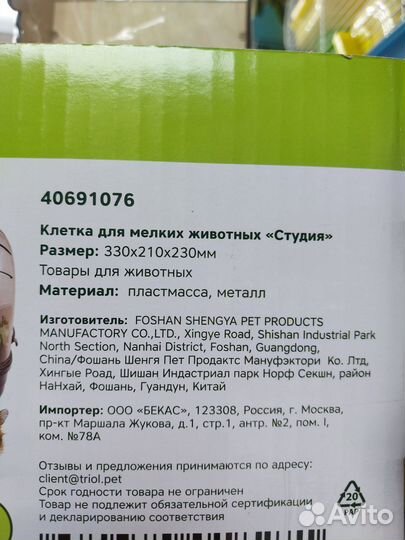 40691076
Клетка для мелких животных «Студия»
Размер: 330x210x230мм
Товары для животных
Материал: пластмасса, металл
Изготовитель: FOSHAN SHENGYA PET PRODUCTS
MANUFACTORY CO.,LTD., Xingye Road, Shishan Industrial Park
North Section, Nanhai District, Foshan, Guangdong,
China/Фошань Шенгя Пет Продактс Мануфэктори Ко. Лтд,
Хингые Роад, Шишан Индастриал парк Норф Секшн, район
НаНхай, Фошань, Гуандун, Китай
Импортер: ООО «БЕКАС», 123308, Россия, г. Москва,
пр-кт Маршала Жукова, д.1, стр.1, антр. №2, пом. I,
ком. №78А
Отзывы и предложения принимаются по адресу:
client@triol.pet
Срок годности товара не ограничен
Товар не подлежит обязательной сертификации
и декларированию соответствия
20
PAP
Avito